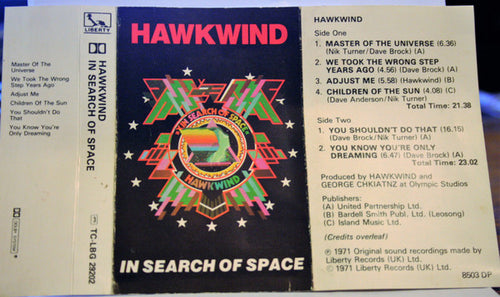 LIBERTY
Master Of The
Universe
We Took The Wrong
Step Years Ago
Adjust Me
Children Of The Sun
You Shouldn't Do
That
You Know You're
Only Dreaming
HAWKWIND
IN SEARCH OF SPACE
TC-LBG 29202
HAWKWIND
IN SEARCH OF SPACE
HAWKWIND
IN SEARCH OF SPACE
HAWKWIND
Side One
1. MASTER OF THE UNIVERSE (6.36)
(Nik Turner/Dave Brock) (A)
2. WE TOOK THE WRONG STEP
YEARS AGO (4.56) (Dave Brock) (A)
3. ADJUST ME (5.58) (Hawkwind) (B)
4. CHILDREN OF THE SUN (4.08) (C)
(Dave Anderson/Nik Turner)
Total Time: 21.38
Side Two
1. YOU SHOULDN'T DO THAT (16.15)
(Dave Brock/Nik Turner) (A)
2. YOU KNOW YOU'RE ONLY
DREAMING (6.47) (Dave Brock) (A)
Total Time: 23.02
Produced by HAWKWIND and
GEORGE CHKIATNZ at Olympic Studios
Publishers:
(A) United Partnership Ltd.
(B) Bardell Smith Publ. Ltd. (Leosong)
(C) Island Music Ltd.
(Credits overleaf)
℗ 1971 Original sound recordings made by
Liberty Records (UK) Ltd.
© 1971 Liberty Records (UK) Ltd.
8503 DP